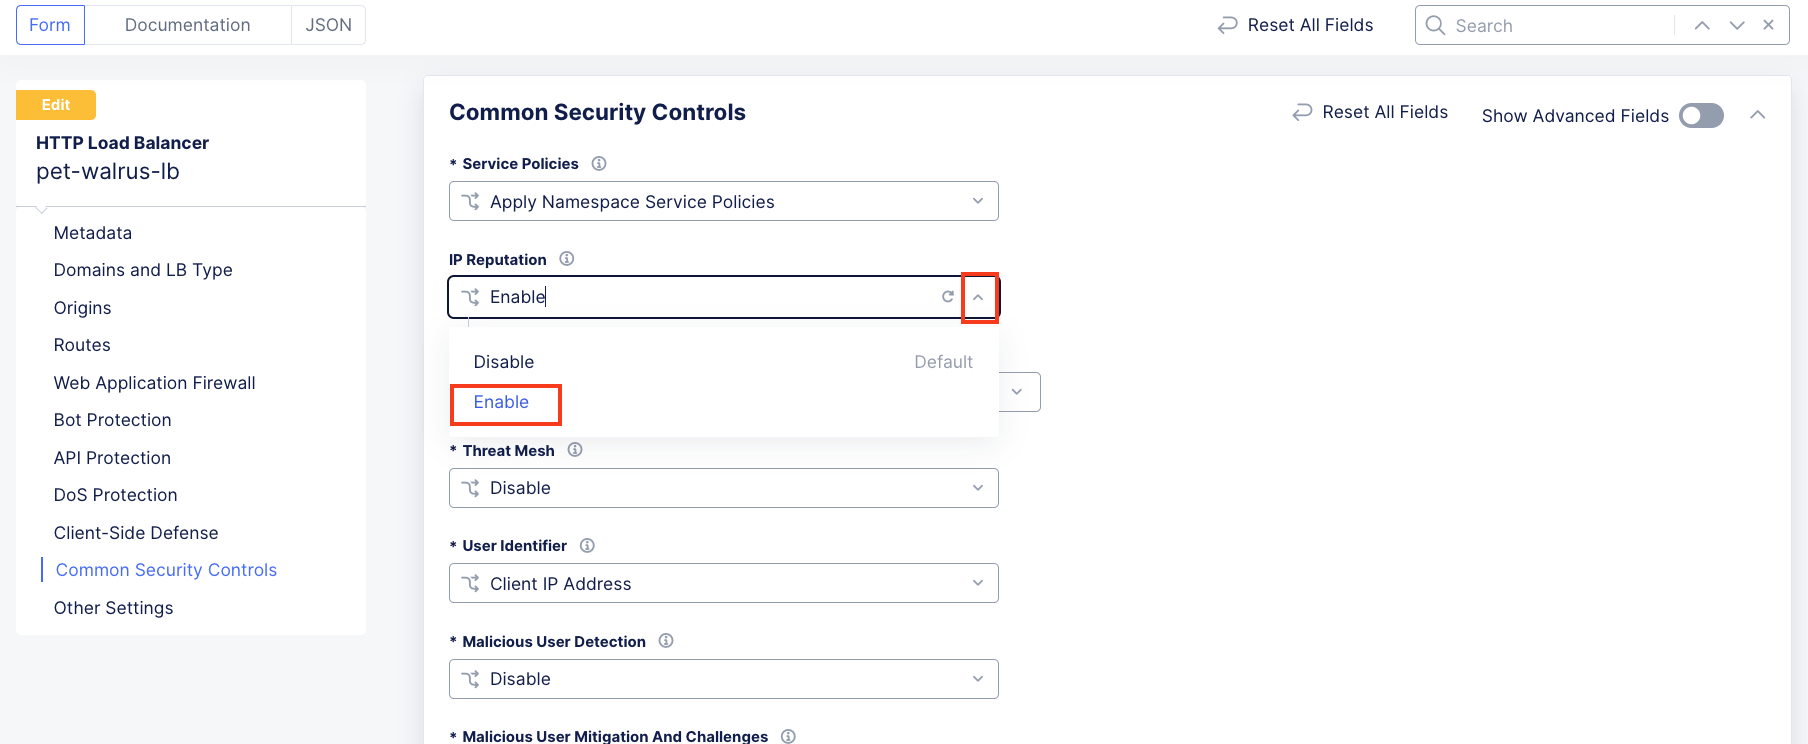 Form
Documentation
JSON
Reset All Fields
Search
Edit
HTTP Load Balancer
pet-walrus-lb
Metadata
Domains and LB Type
Origins
Routes
Web Application Firewall
Bot Protection
API Protection
DoS Protection
Client-Side Defense
Common Security Controls
Other Settings
Common Security Controls
Reset All Fields
Show Advanced Fields
* Service Policies
Apply Namespace Service Policies
IP Reputation
Enable
Disable Default
Enable
* Threat Mesh
Disable
* User Identifier
Client IP Address
* Malicious User Detection
Disable
* Malicious User Mitigation And Challenges